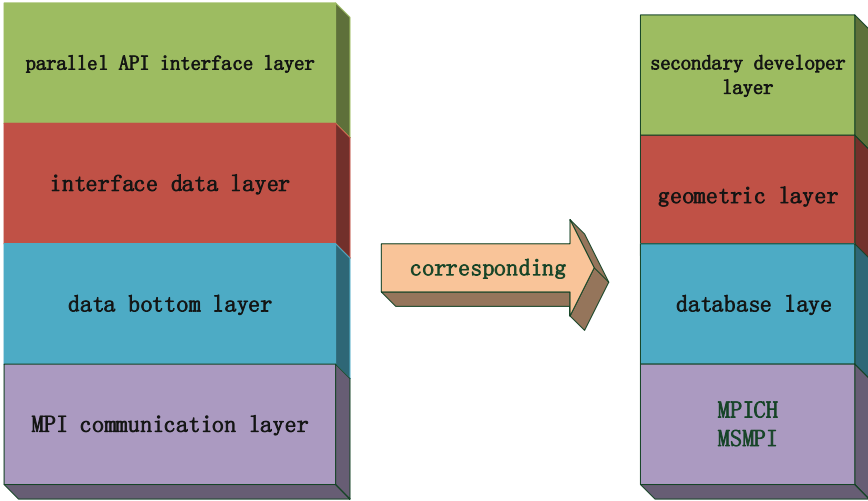 parallel API interface layer
interface data layer
data bottom layer
MPI communication layer
corresponding
secondary developer
layer
geometric layer
database laye
MPICH
MSMPI